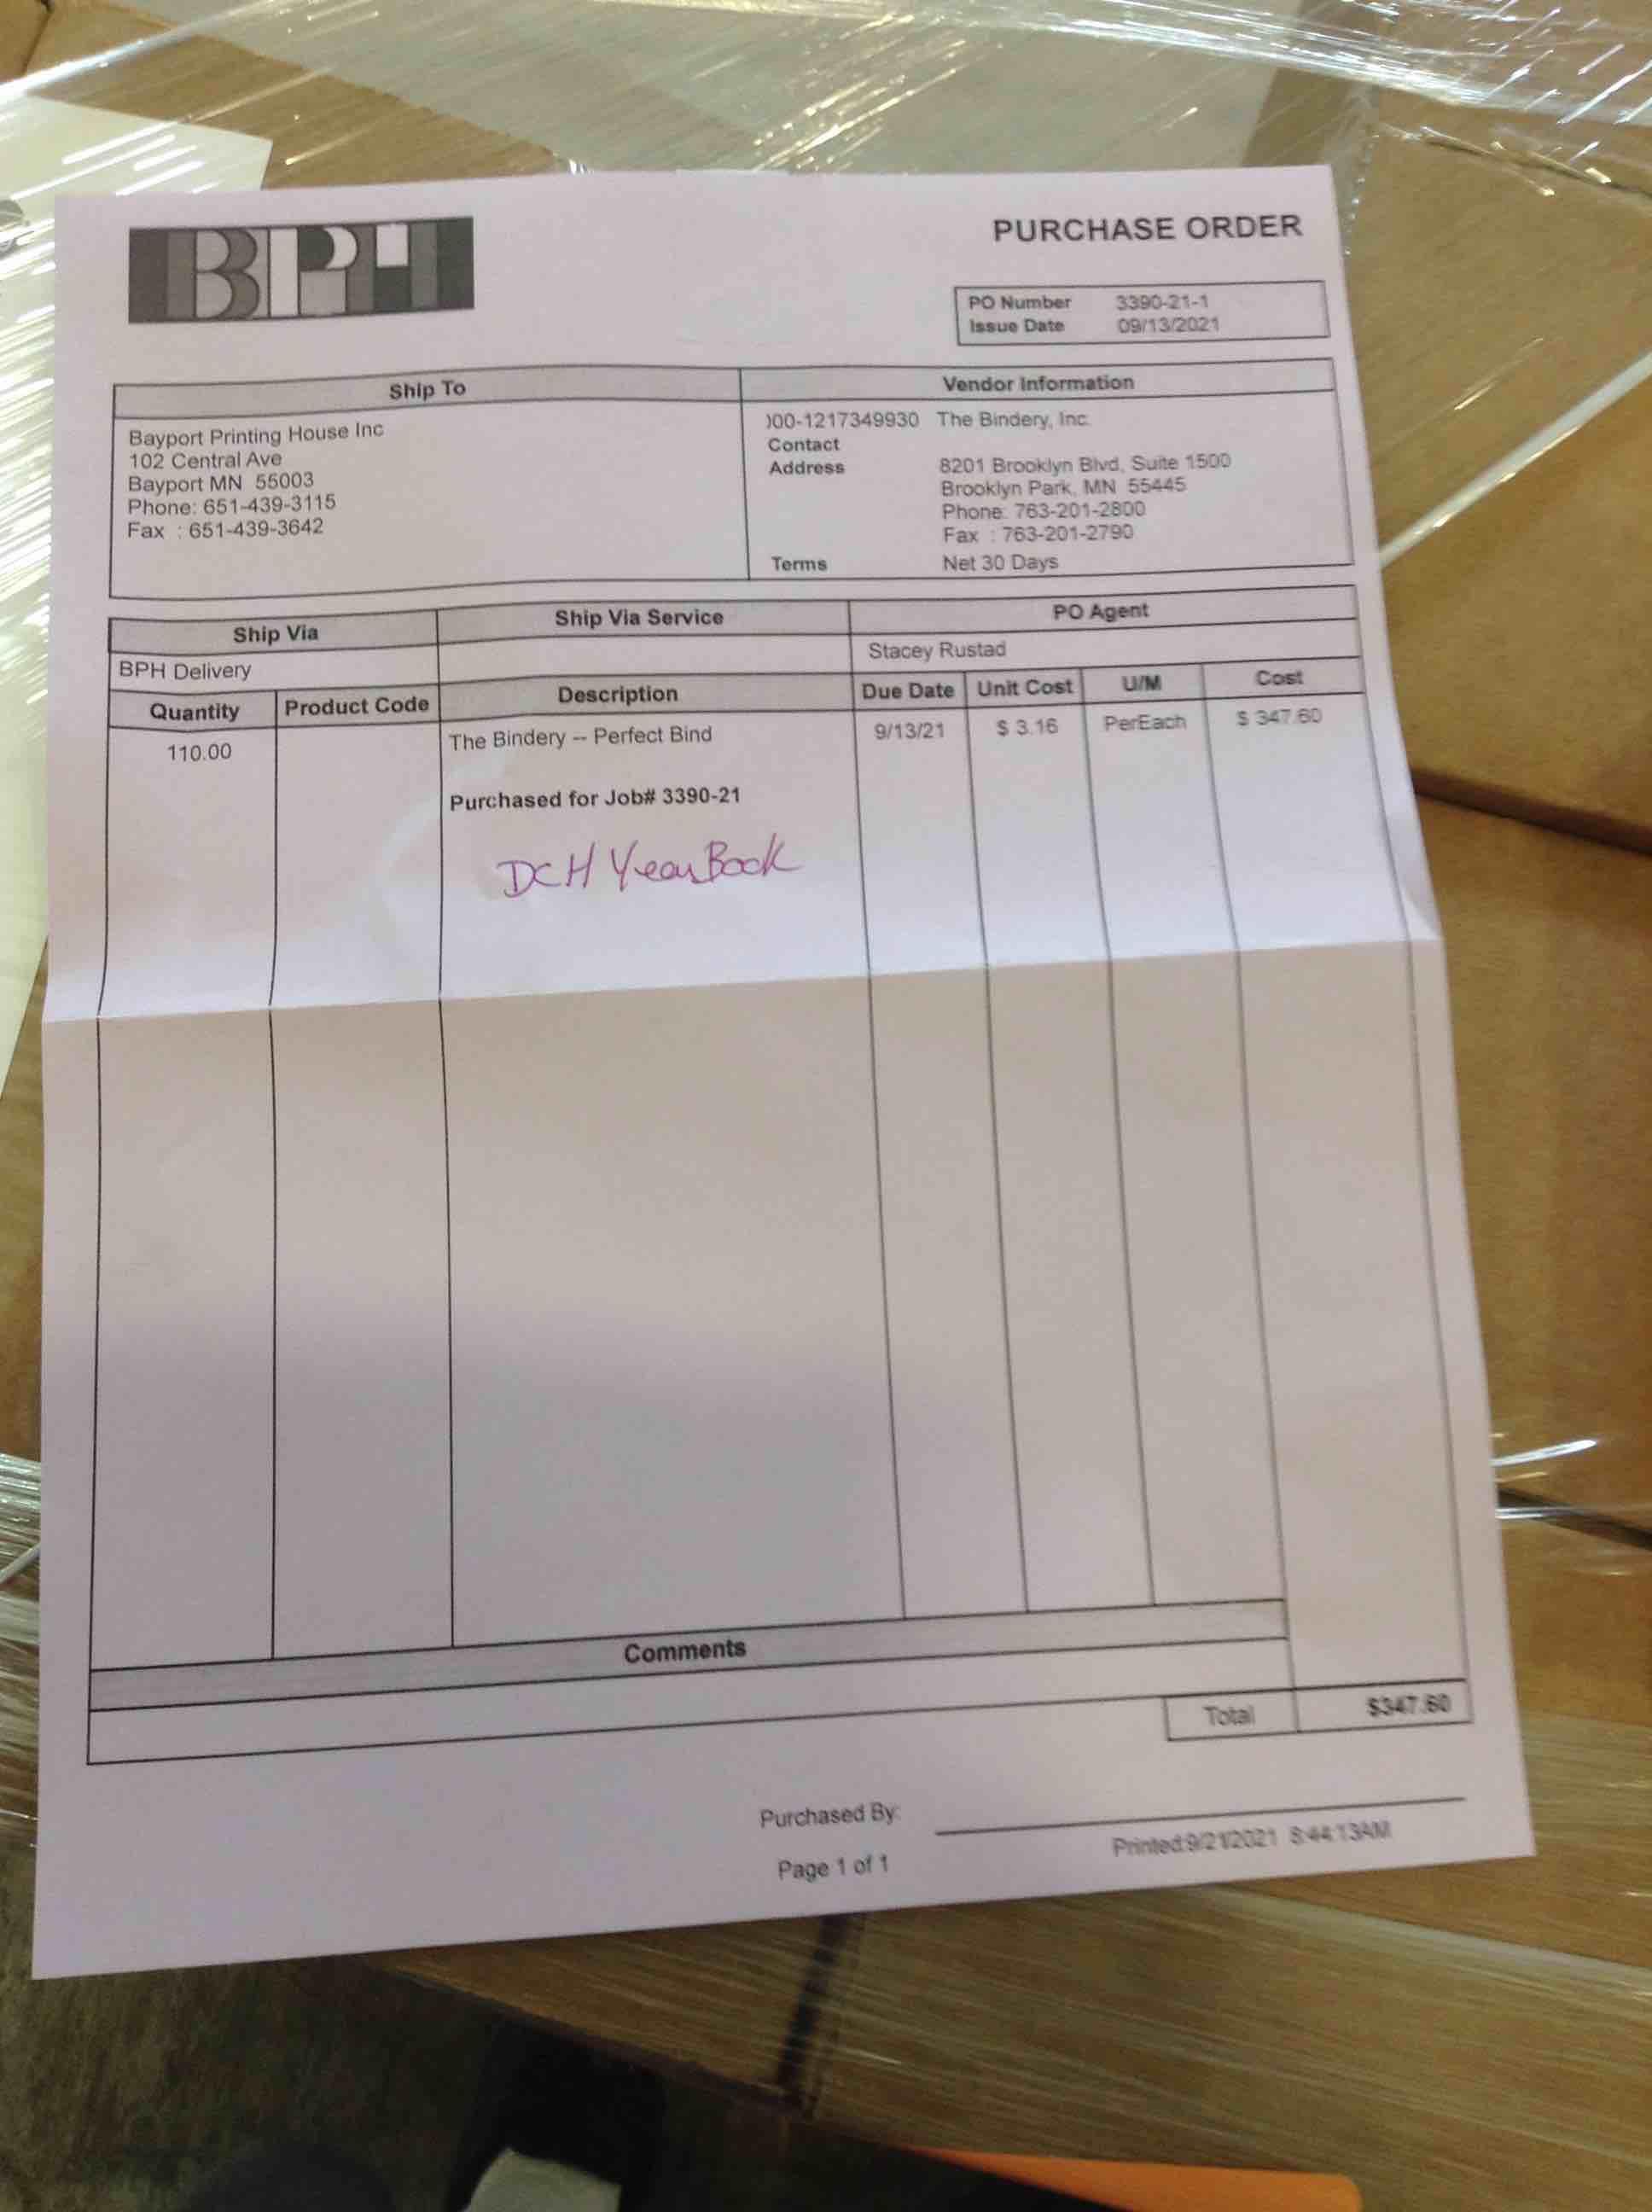 BPH
PURCHASE ORDER
PO Number 3390-21-1
Issue Date 09/13/2021
Ship To
Bayport Printing House Inc
102 Central Ave
Bayport MN 55003
Phone: 651-439-3115
Fax : 651-439-3642
Vendor Information
)00-1217349930 The Bindery, Inc.
Contact
Address 8201 Brooklyn Blvd, Suite 1500
Brooklyn Park, MN 55445
Phone: 763-201-2800
Fax : 763-201-2790
Terms Net 30 Days
Ship Via Ship Via Service PO Agent
BPH Delivery Stacey Rustad
Quantity Product Code Description Due Date Unit Cost U/M Cost
110.00 The Bindery -- Perfect Bind 9/13/21 $ 3.16 PerEach $ 347.60
Purchased for Job# 3390-21
DCH Year Book
Comments
Total $347.60
Purchased By:
Page 1 of 1
Printed:9/21/2021 8:44:13AM